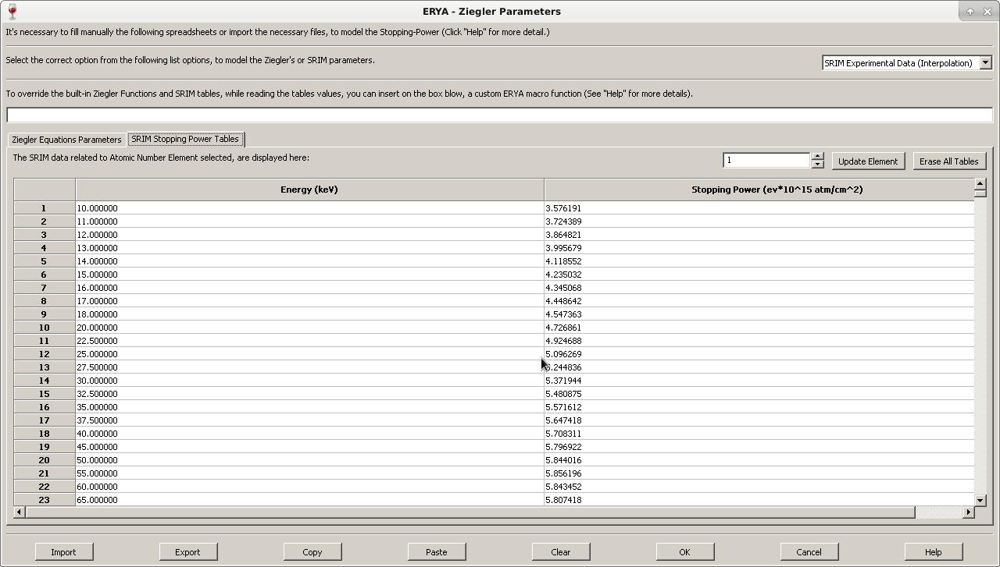 ERYA - Ziegler Parameters
It's necessary to fill manually the following spreadsheets or import the necessary files, to model the Stopping-Power (Click "Help" for more detail.)
Select the correct option from the following list options, to model the Ziegler's or SRIM parameters.
SRIM Experimental Data (Interpolation)
To override the built-in Ziegler Functions and SRIM tables, while reading the tables values, you can insert on the box blow, a custom ERYA macro function (See "Help" for more details).
Ziegler Equations Parameters SRIM Stopping Power Tables
The SRIM data related to Atomic Number Element selected, are displayed here: 1 Update Element Erase All Tables
Energy (keV) Stopping Power (ev*10^15 atm/cm^2)
1 10.000000 3.576191
2 11.000000 3.724389
3 12.000000 3.864821
4 13.000000 3.995679
5 14.000000 4.118552
6 15.000000 4.235032
7 16.000000 4.345068
8 17.000000 4.448642
9 18.000000 4.547363
10 20.000000 4.726861
11 22.500000 4.924688
12 25.000000 5.096269
13 27.500000 5.244836
14 30.000000 5.371944
15 32.500000 5.480875
16 35.000000 5.571612
17 37.500000 5.647418
18 40.000000 5.708311
19 45.000000 5.796922
20 50.000000 5.844016
21 55.000000 5.856196
22 60.000000 5.843452
23 65.000000 5.807418
Import Export Copy Paste Clear OK Cancel Help